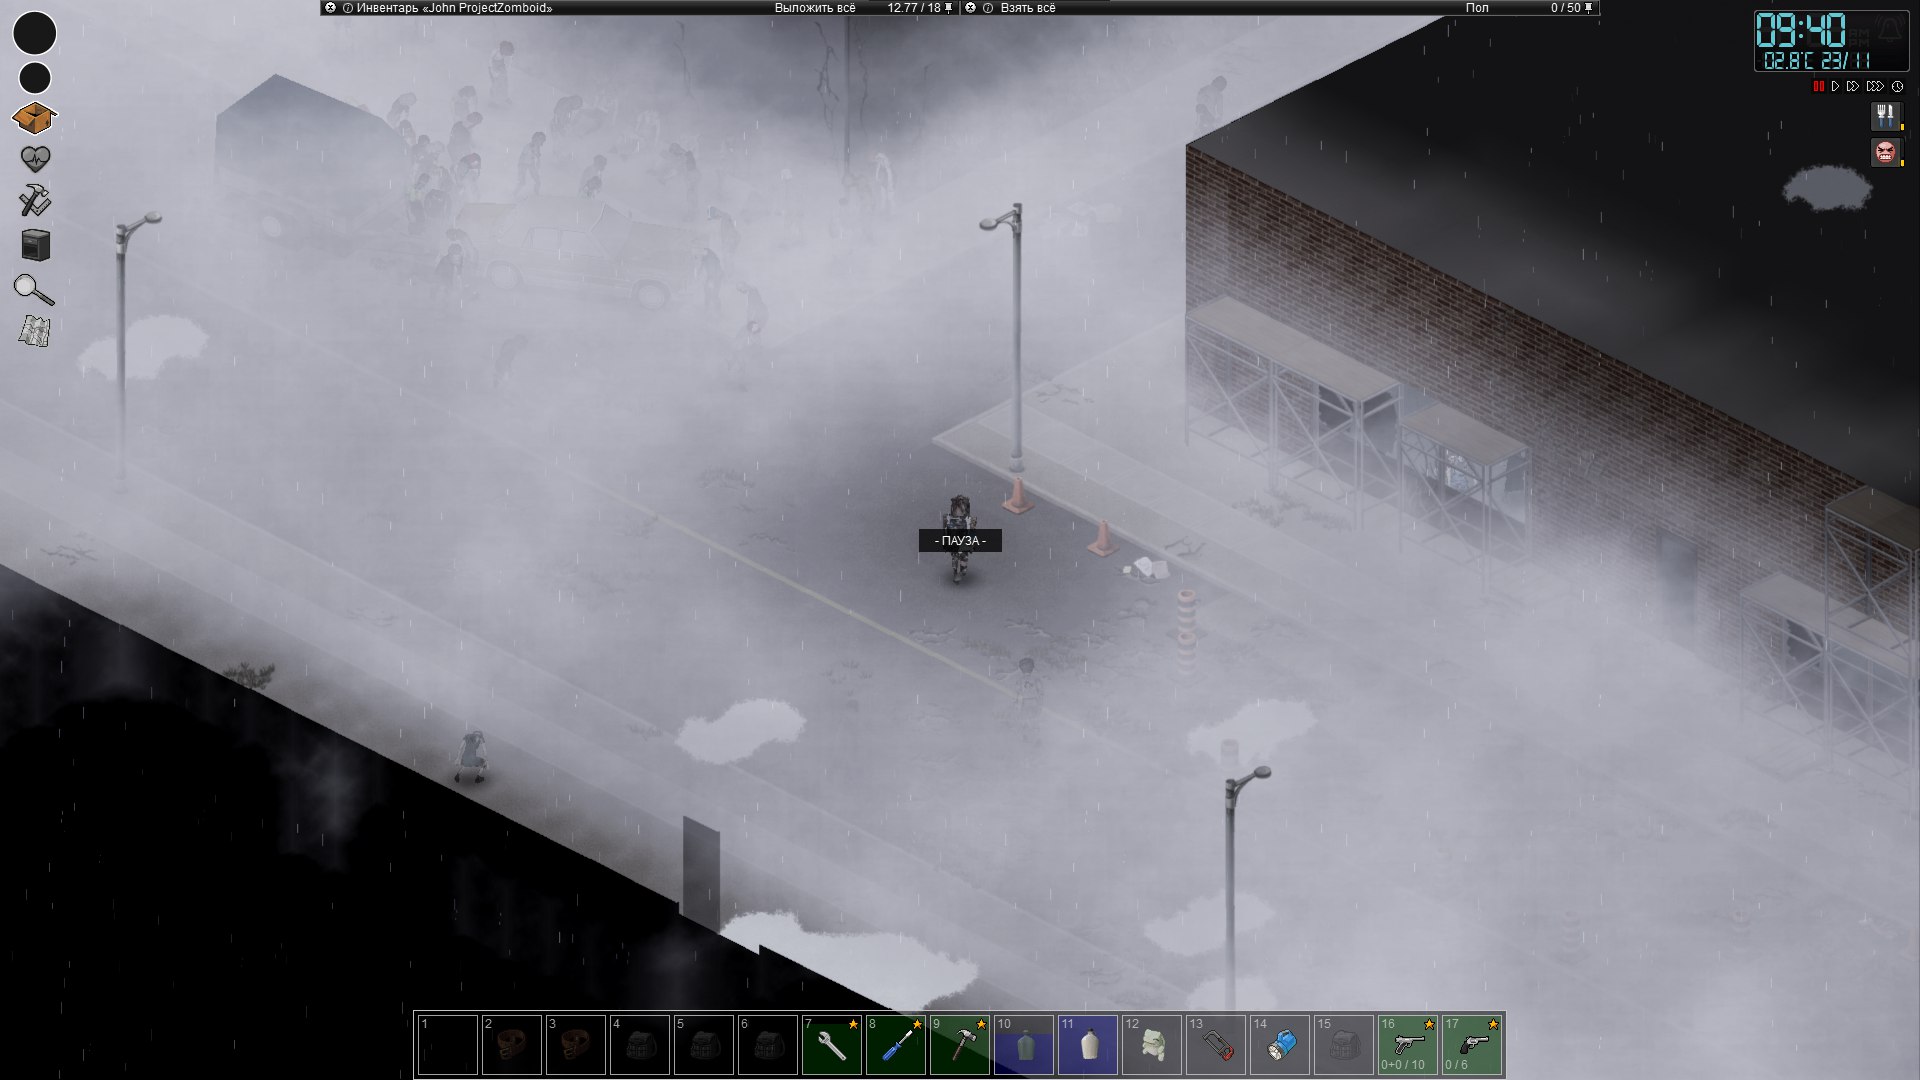 Инвентарь «John ProjectZomboid» Выложить всё 12.77 / 18 Взять всё Пол 0 / 50
09:40 AM PM
02.8°C 23/11
- ПАУЗА -
1 2 3 4 5 6 7 8 9 10 11 12 13 14 15 16 17
0+0 / 10 0 / 6